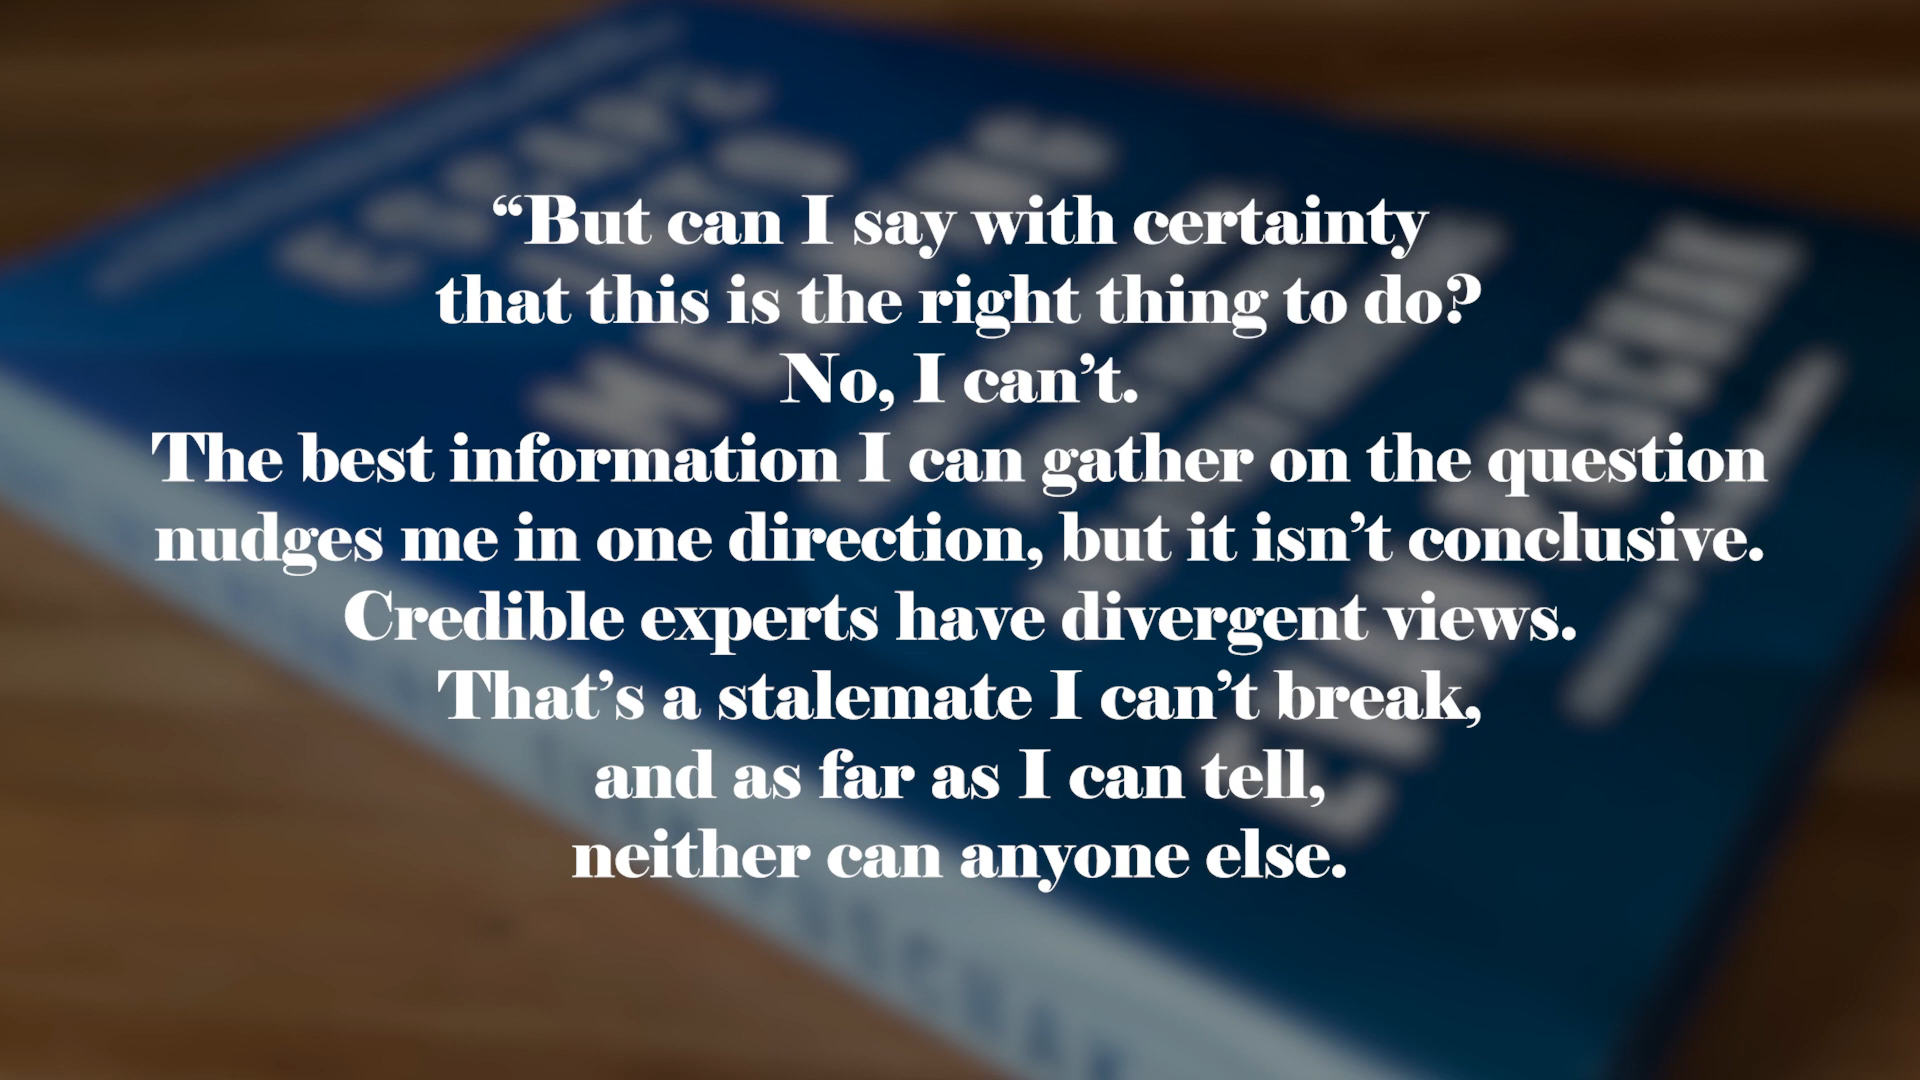 “But can I say with certainty
that this is the right thing to do?
No, I can’t.
The best information I can gather on the question
nudges me in one direction, but it isn’t conclusive.
Credible experts have divergent views.
That’s a stalemate I can’t break,
and as far as I can tell,
neither can anyone else.